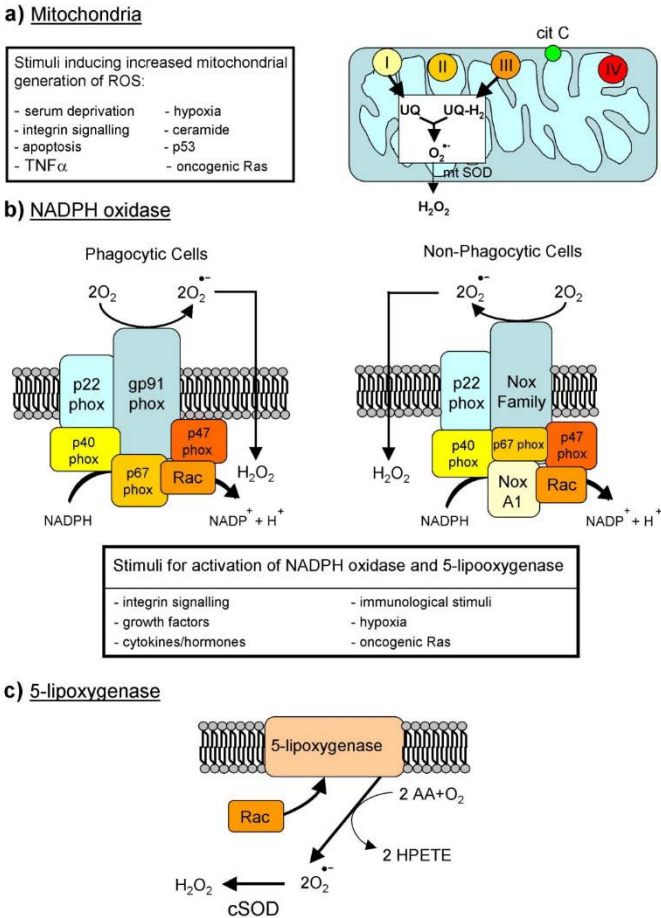 a) Mitochondria
Stimuli inducing increased mitochondrial
generation of ROS:
- serum deprivation - hypoxia
- integrin signalling - ceramide
- apoptosis - p53
- TNFα - oncogenic Ras
cit C
I II III IV
UQ UQ-H₂
O₂•-
mt SOD
H₂O₂
b) NADPH oxidase
Phagocytic Cells
2O₂ 2O₂•−
p22
phox
gp91
phox
p40
phox
p47
phox
p67
phox
Rac
H₂O₂
NADPH
NADP⁺ + H⁺
Non-Phagocytic Cells
2O₂•− 2O₂
p22
phox
Nox
Family
p40
phox
p67 phox
p47
phox
Nox
A1
Rac
H₂O₂
NADPH
NADP⁺ + H⁺
Stimuli for activation of NADPH oxidase and 5-lipooxygenase
- integrin signalling - immunological stimuli
- growth factors - hypoxia
- cytokines/hormones - oncogenic Ras
c) 5-lipoxygenase
5-lipoxygenase
Rac
2 AA+O₂
2 HPETE
H₂O₂ 2O₂•−
cSOD